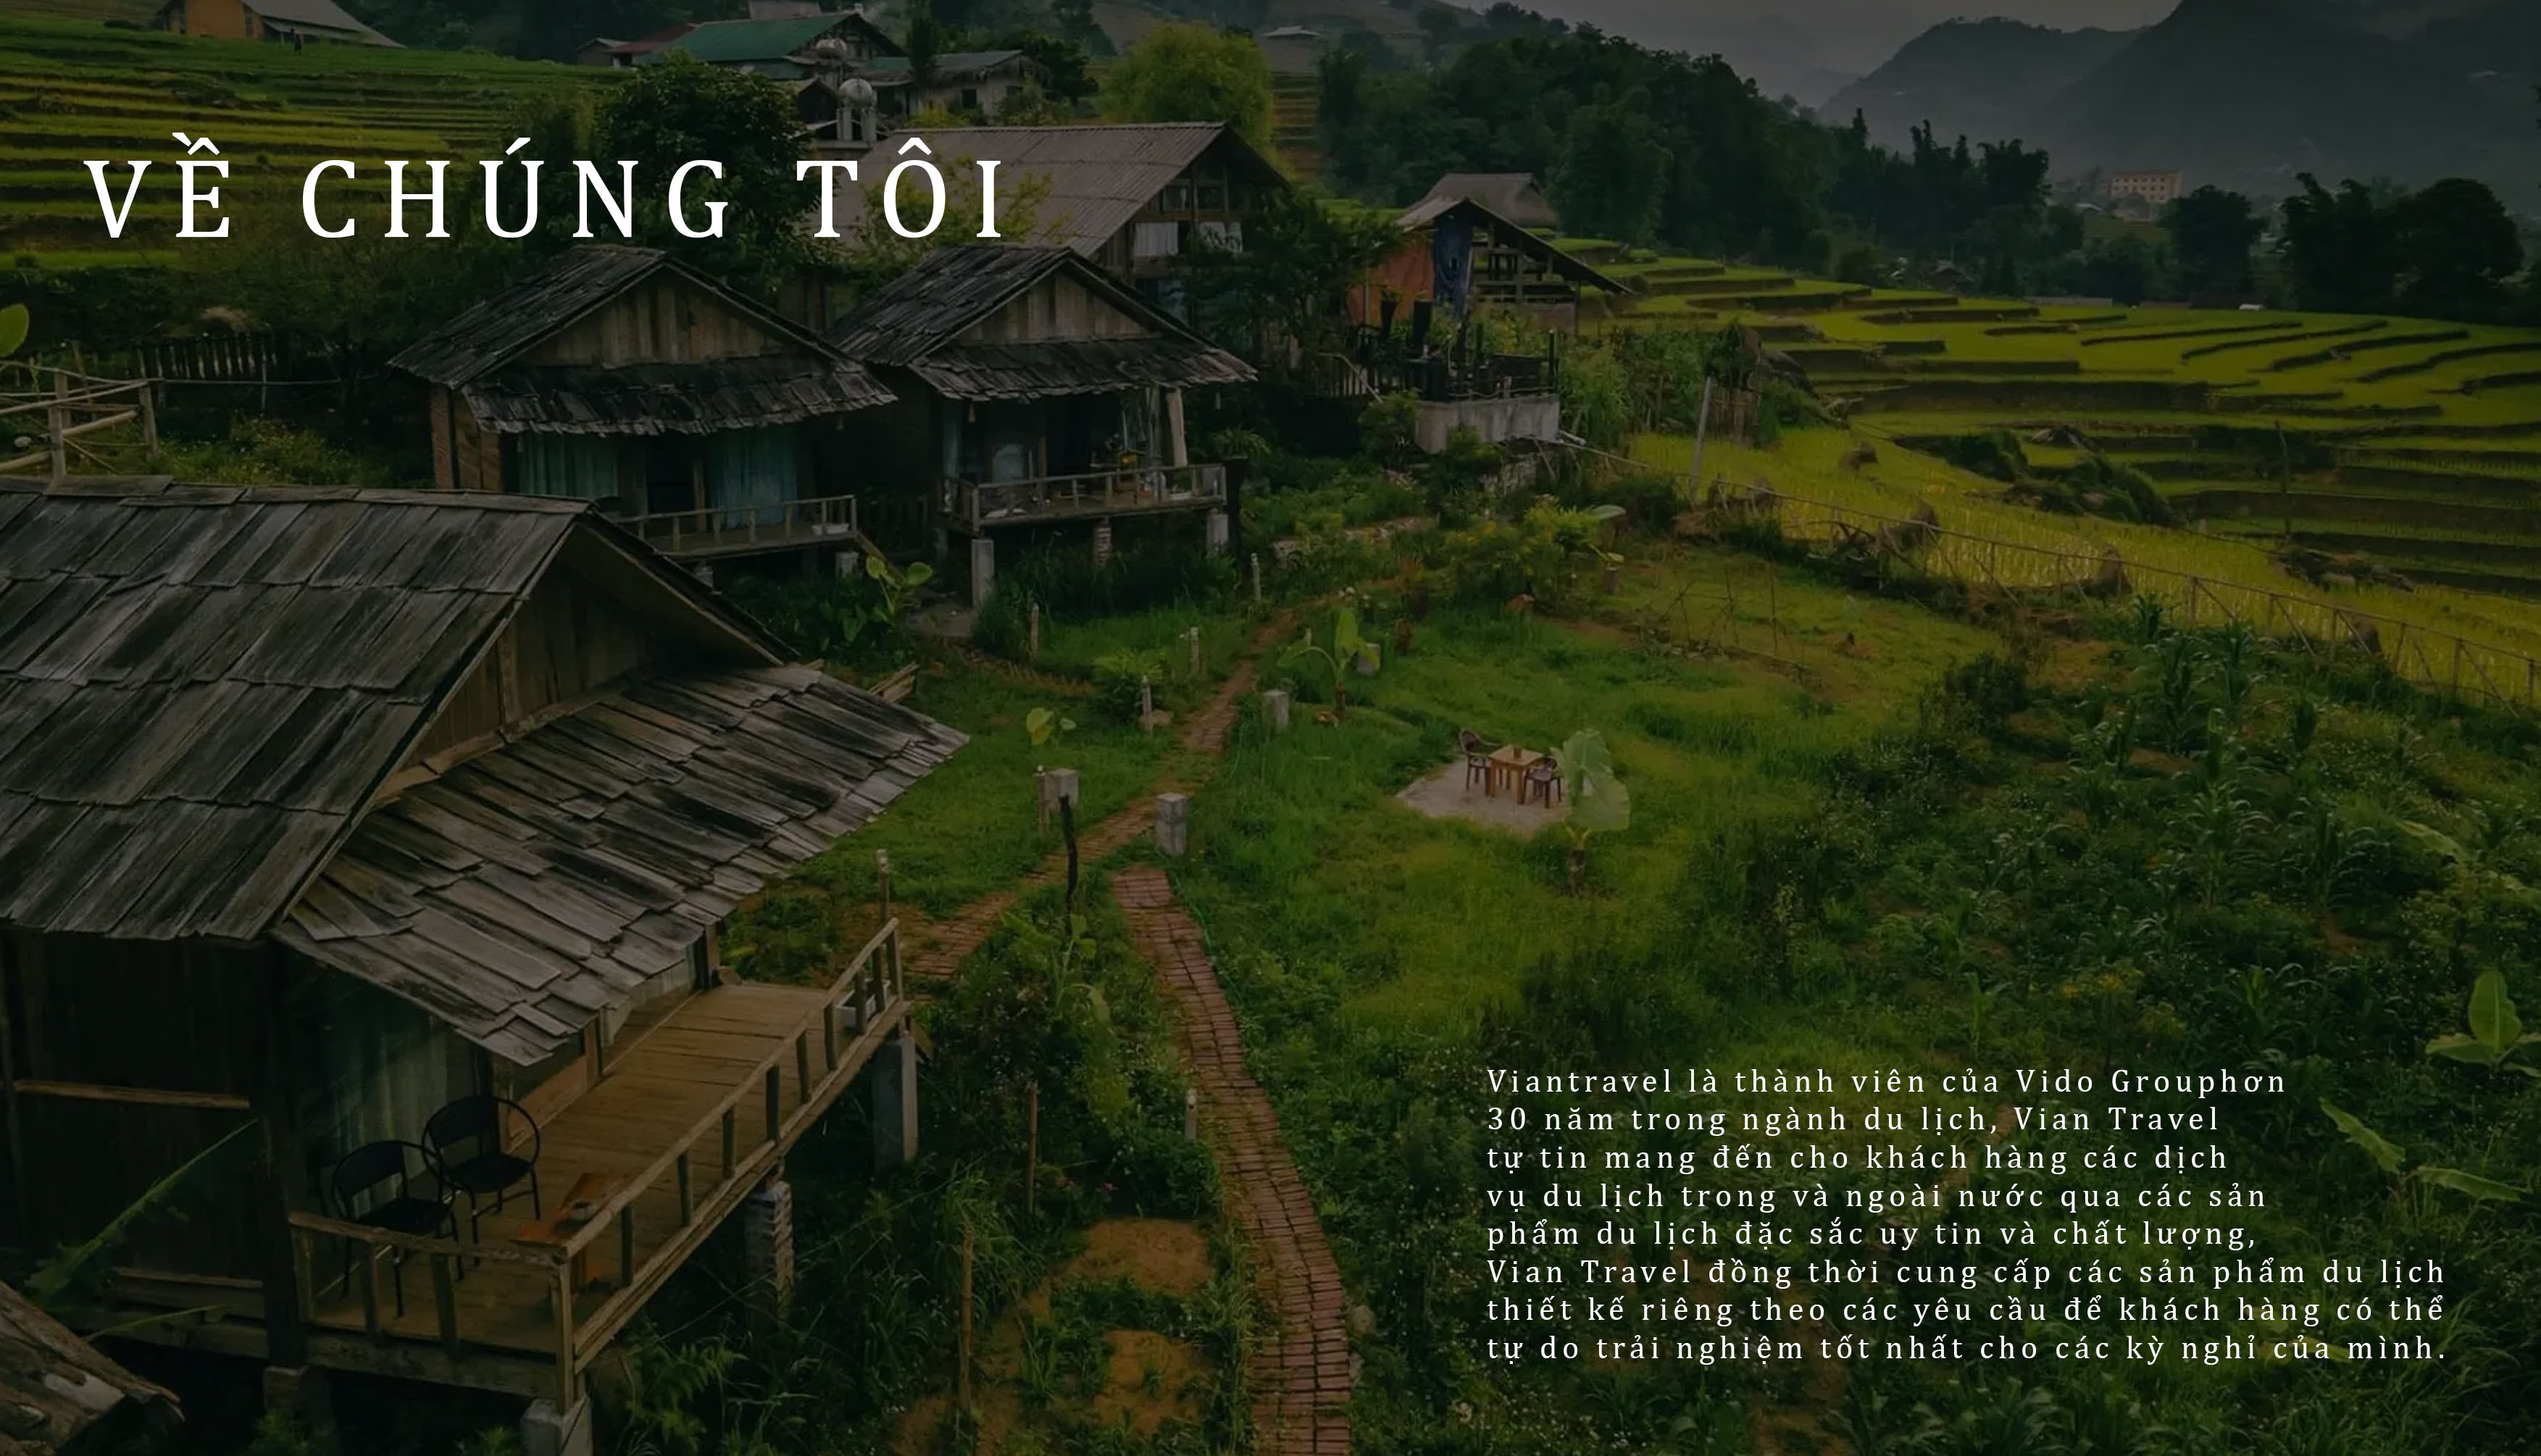 VỀ CHÚNG TÔI
Viantravel là thành viên của Vido Grouphơn
30 năm trong ngành du lịch, Vian Travel
tự tin mang đến cho khách hàng các dịch
vụ du lịch trong và ngoài nước qua các sản
phẩm du lịch đặc sắc uy tin và chất lượng,
Vian Travel đồng thời cung cấp các sản phẩm du lịch
thiết kế riêng theo các yêu cầu để khách hàng có thể
tự do trải nghiệm tốt nhất cho các kỳ nghỉ của mình.